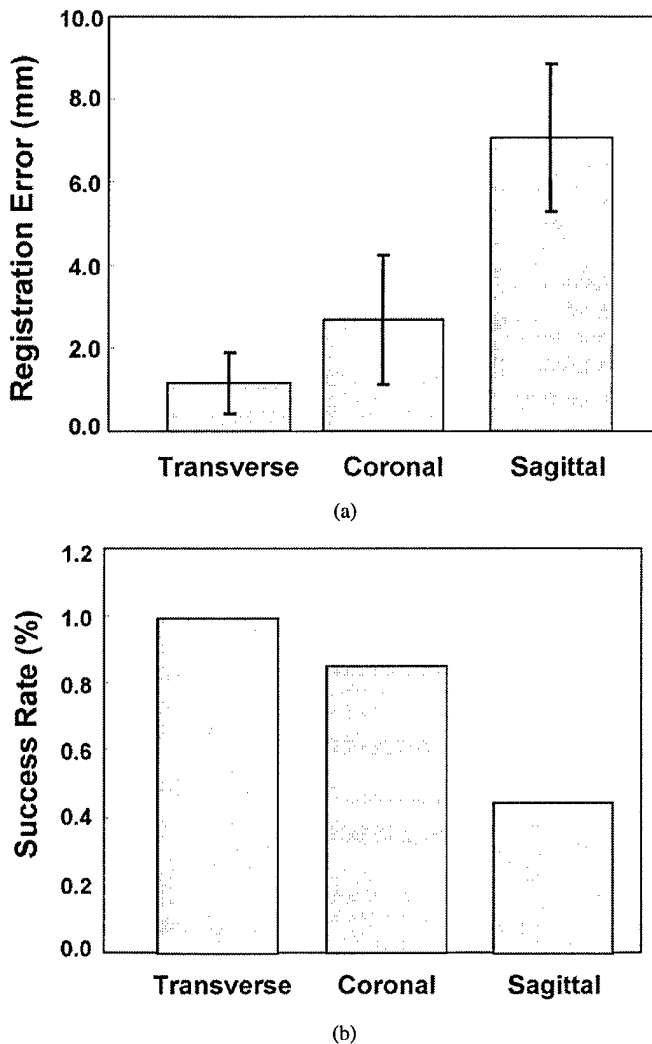 10.0
8.0
6.0
4.0
2.0
0.0
Registration Error (mm)
Transverse Coronal Sagittal
(a)
1.2
1.0
0.8
0.6
0.4
0.2
0.0
Success Rate (%)
Transverse Coronal Sagittal
(b)